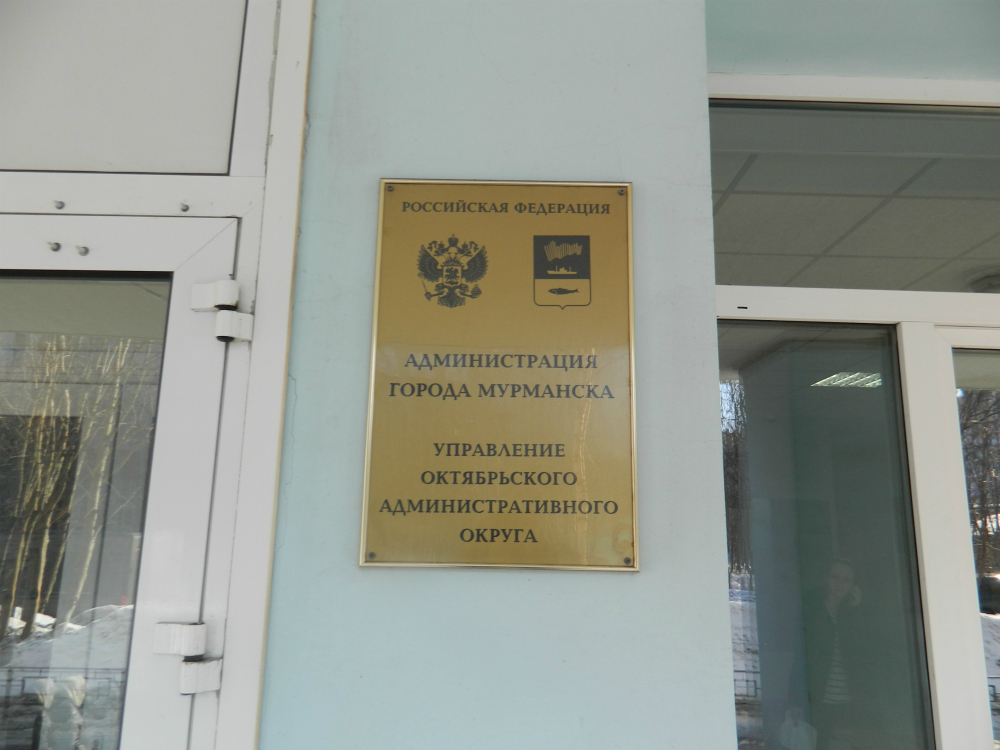 РОССИЙСКАЯ ФЕДЕРАЦИЯ
АДМИНИСТРАЦИЯ
ГОРОДА МУРМАНСКА
УПРАВЛЕНИЕ
ОКТЯБРЬСКОГО
АДМИНИСТРАТИВНОГО
ОКРУГА